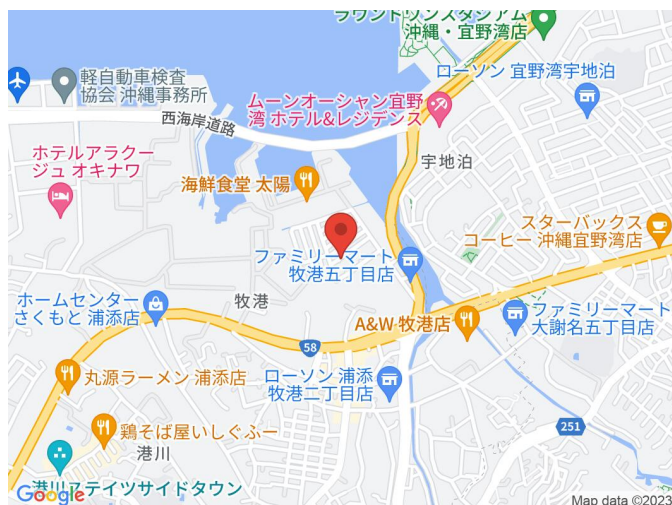 ラウンドワンスタジアム
沖縄・宜野湾店
軽自動車検査
協会 沖縄事務所
ローソン 宜野湾宇地泊
ムーンオーシャン宜野
湾 ホテル&レジデンス
西海岸道路
ホテルアラクー
ジュ オキナワ
宇地泊
海鮮食堂 太陽
スターバックス
コーヒー 沖縄宜野湾店
ファミリーマート
牧港五丁目店
牧港
ホームセンター
さくもと 浦添店
A&W 牧港店
ファミリーマート
大謝名五丁目店
58
丸源ラーメン 浦添店
ローソン 浦添
牧港二丁目店
鶏そば屋いしぐふー
港川
251
港川ステイツサイドタウン
Google
Map data ©2023